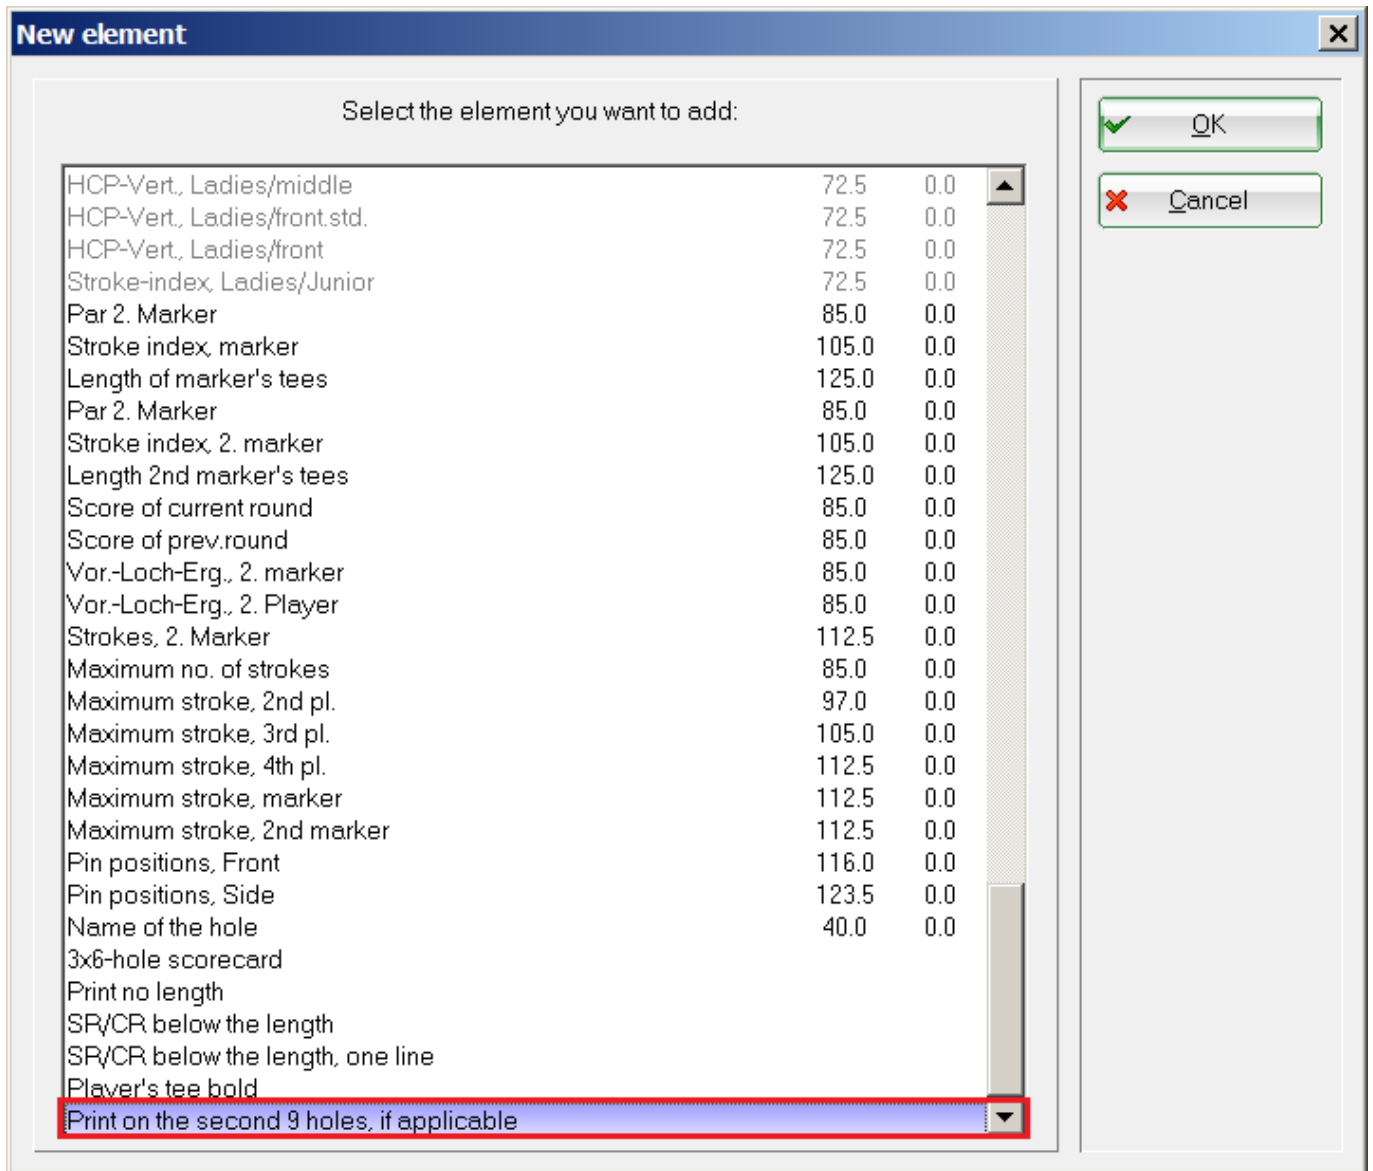 New element
Select the element you want to add:
OK
Cancel
HCP-Vert., Ladies/middle 72.5 0.0
HCP-Vert., Ladies/front.std. 72.5 0.0
HCP-Vert., Ladies/front 72.5 0.0
Stroke-index, Ladies/Junior 72.5 0.0
Par 2. Marker 85.0 0.0
Stroke index, marker 105.0 0.0
Length of marker's tees 125.0 0.0
Par 2. Marker 85.0 0.0
Stroke index, 2. marker 105.0 0.0
Length 2nd marker's tees 125.0 0.0
Score of current round 85.0 0.0
Score of prev.round 85.0 0.0
Vor.-Loch-Erg., 2. marker 85.0 0.0
Vor.-Loch-Erg., 2. Player 85.0 0.0
Strokes, 2. Marker 112.5 0.0
Maximum no. of strokes 85.0 0.0
Maximum stroke, 2nd pl. 97.0 0.0
Maximum stroke, 3rd pl. 105.0 0.0
Maximum stroke, 4th pl. 112.5 0.0
Maximum stroke, marker 112.5 0.0
Maximum stroke, 2nd marker 112.5 0.0
Pin positions, Front 116.0 0.0
Pin positions, Side 123.5 0.0
Name of the hole 40.0 0.0
3x6-hole scorecard
Print no length
SR/CR below the length
SR/CR below the length, one line
Player's tee bold
Print on the second 9 holes, if applicable